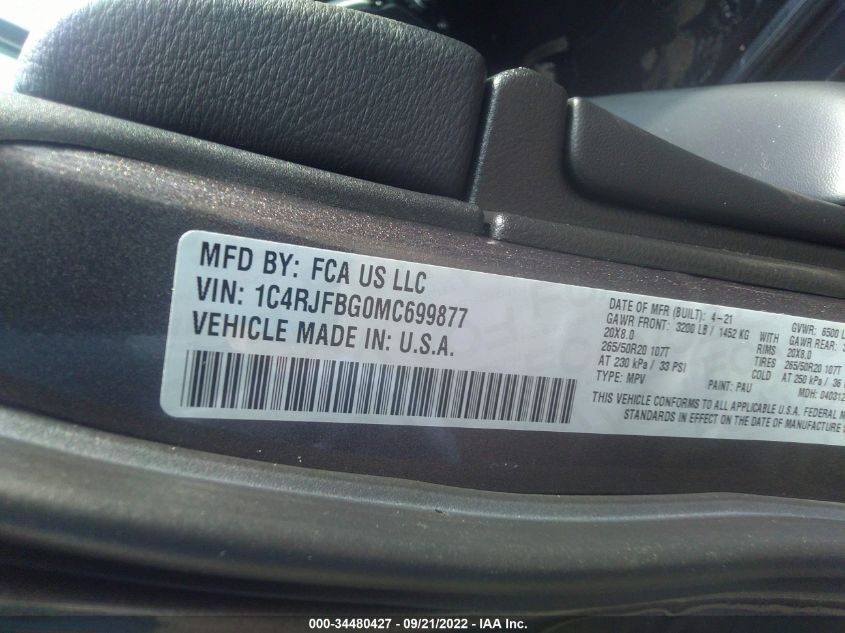 MFD BY: FCA US LLC
VIN: 1C4RJFBG0MC699877
VEHICLE MADE IN: U.S.A.
DATE OF MFR (BUILT): 4-21
GAWR FRONT: 3200 LB / 1452 KG WITH
20X8.0 RIMS
265/50R20 107T TIRES
AT 230 kPa / 33 PSI COLD
TYPE: MPV PAINT: PAU
GVWR: 6500
GAWR REAR:
20X8.0
265/50R20 107T
AT 250 kPa / 36
MDH: 040312
THIS VEHICLE CONFORMS TO ALL APPLICABLE U.S.A. FEDERAL
STANDARDS IN EFFECT ON THE DATE OF MANUFACTURE
000-34480427 - 09/21/2022 - IAA Inc.